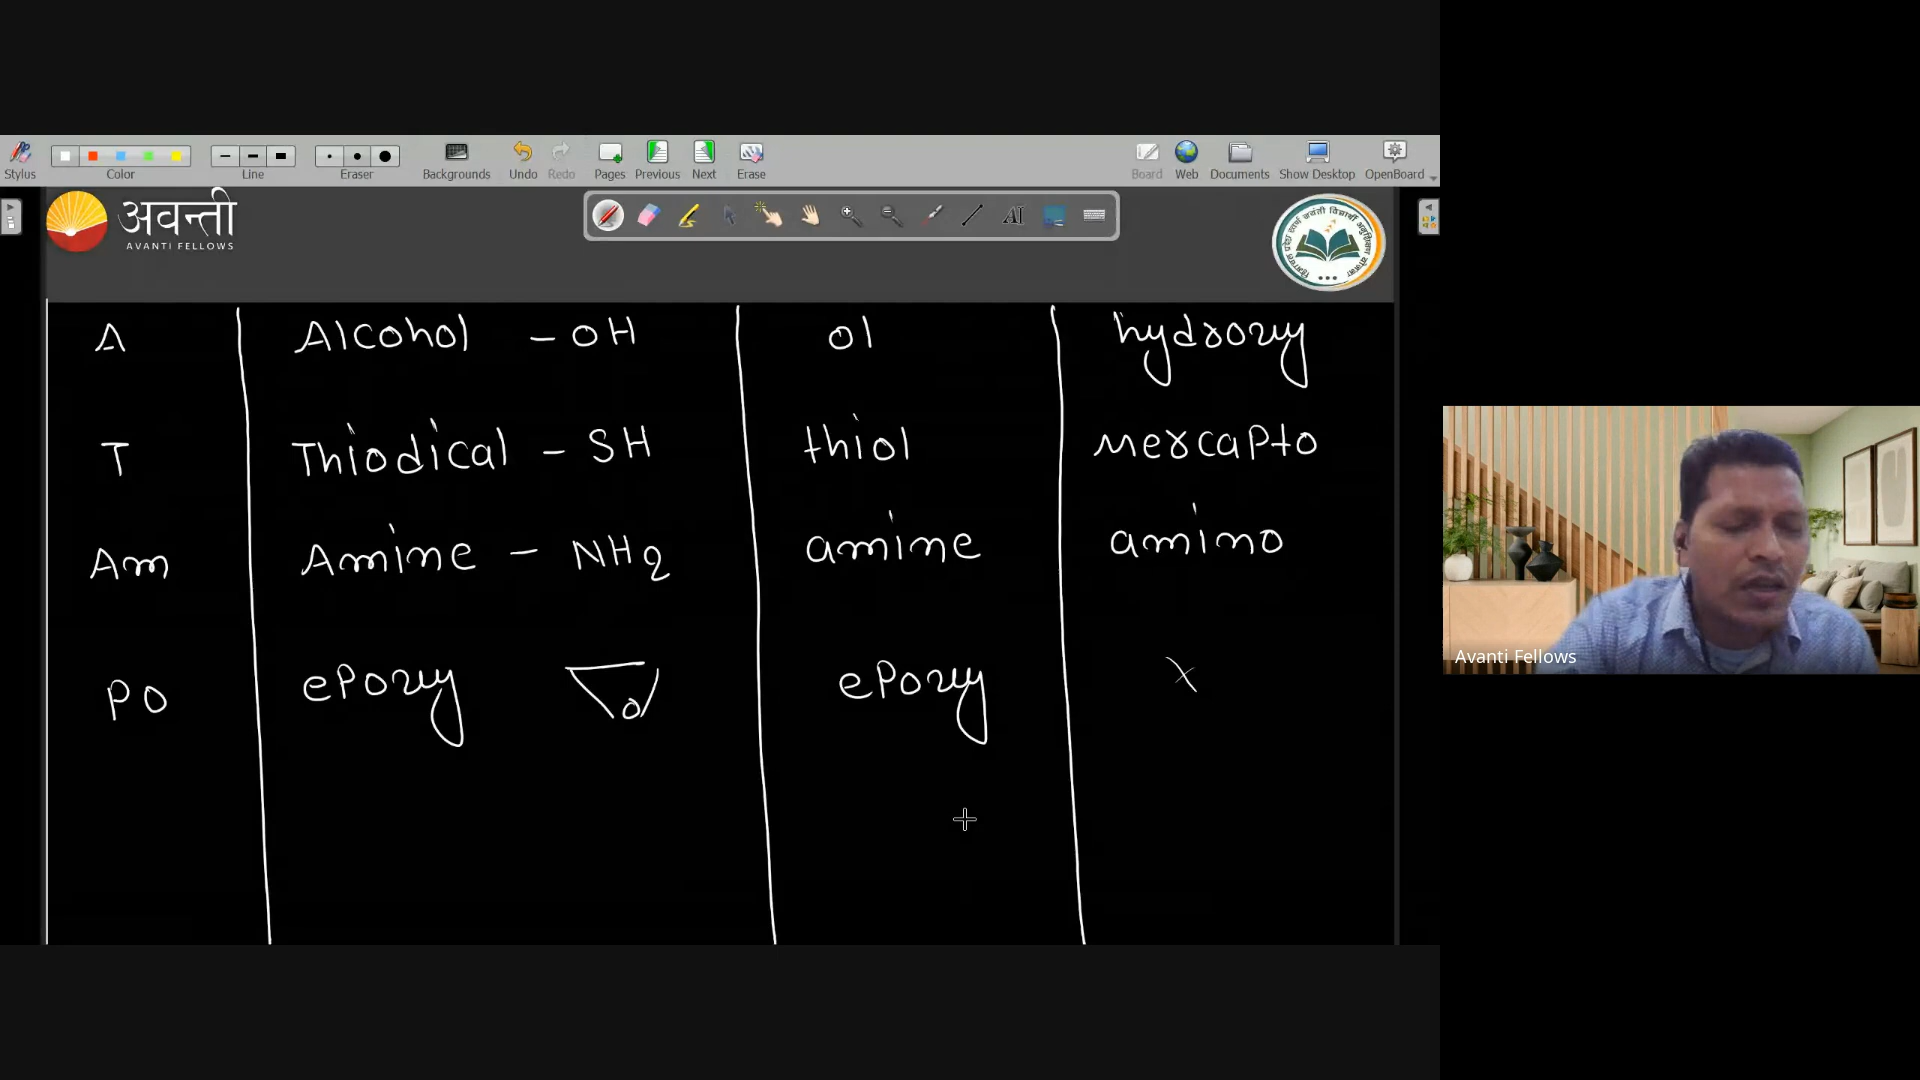 Stylus Color Line Eraser Backgrounds Undo Redo Pages Previous Next Erase Board Web Documents Show Desktop OpenBoard
अवन्ती
AVANTI FELLOWS
A Alcohol - OH ol hydroxy
T Thiodical - SH thiol mercapto
Am Amine - NH2 amine amino
PO epoxy O epoxy X
Avanti Fellows